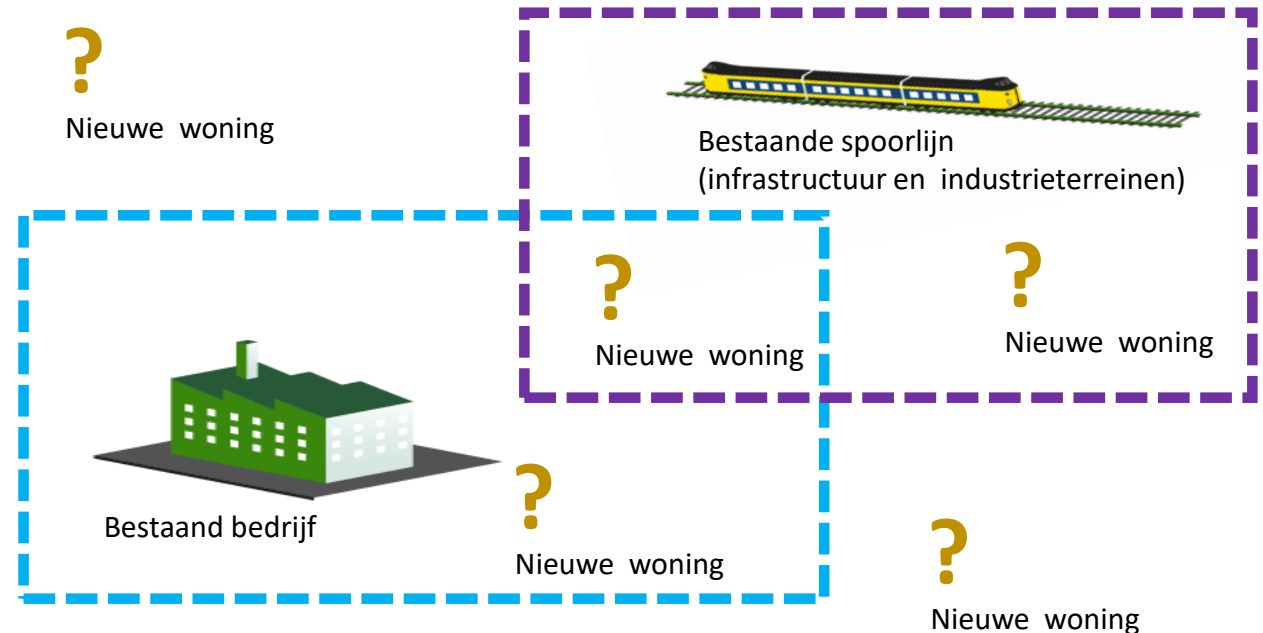 ?
Nieuwe woning
Bestaande spoorlijn
(infrastructuur en industrieterreinen)
?
Nieuwe woning
?
Nieuwe woning
Bestaand bedrijf
?
Nieuwe woning
?
Nieuwe woning